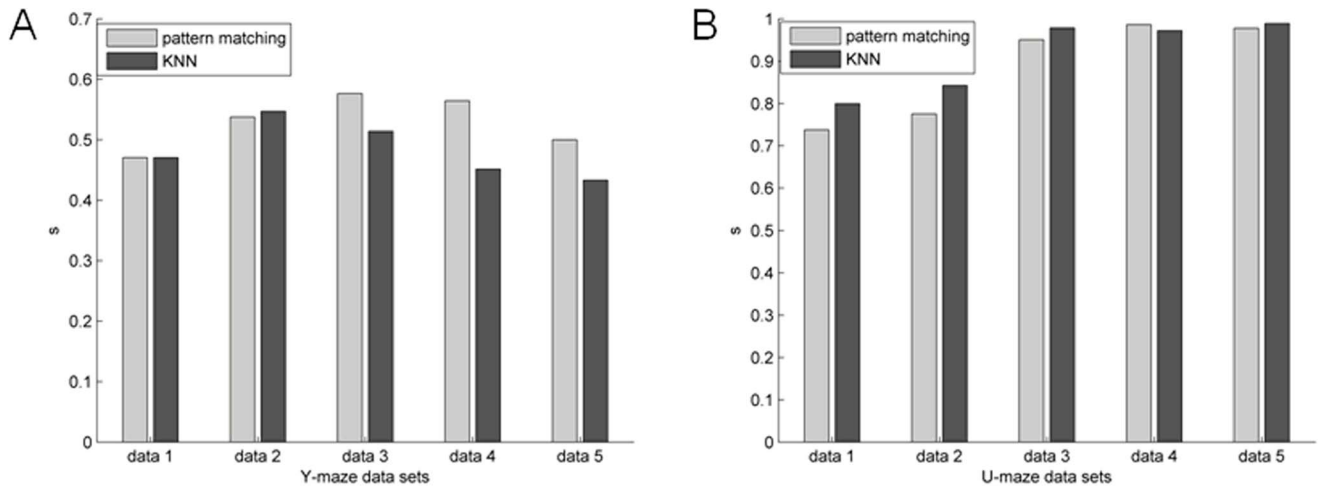 A
0.7
0.6
0.5
0.4
0.3
0.2
0.1
0
s
pattern matching
KNN
data 1 data 2 data 3 data 4 data 5
Y-maze data sets
B
1
0.9
0.8
0.7
0.6
0.5
0.4
0.3
0.2
0.1
0
s
pattern matching
KNN
data 1 data 2 data 3 data 4 data 5
U-maze data sets